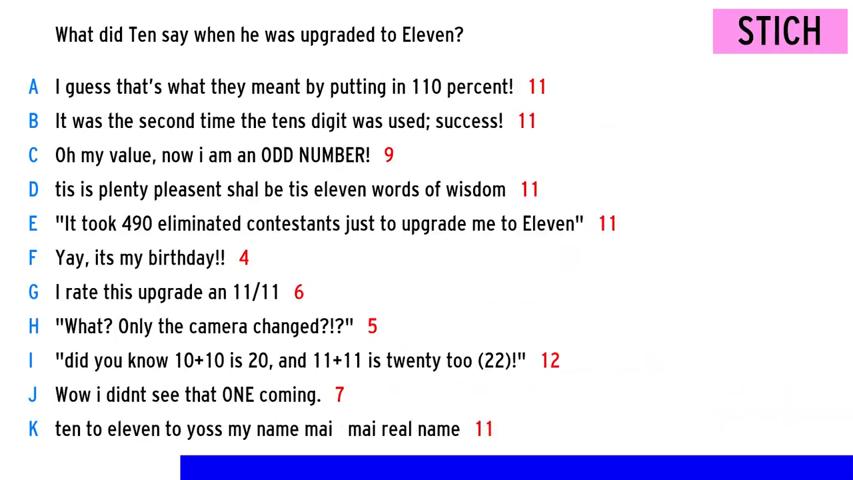 What did Ten say when he was upgraded to Eleven?
STICH
A I guess that's what they meant by putting in 110 percent! 11
B It was the second time the tens digit was used; success! 11
C Oh my value, now i am an ODD NUMBER! 9
D tis is plenty pleasent shal be tis eleven words of wisdom 11
E "It took 490 eliminated contestants just to upgrade me to Eleven" 11
F Yay, its my birthday!! 4
G I rate this upgrade an 11/11 6
H "What? Only the camera changed?!?" 5
I "did you know 10+10 is 20, and 11+11 is twenty too (22)!" 12
J Wow i didnt see that ONE coming. 7
K ten to eleven to yoss my name mai mai real name 11